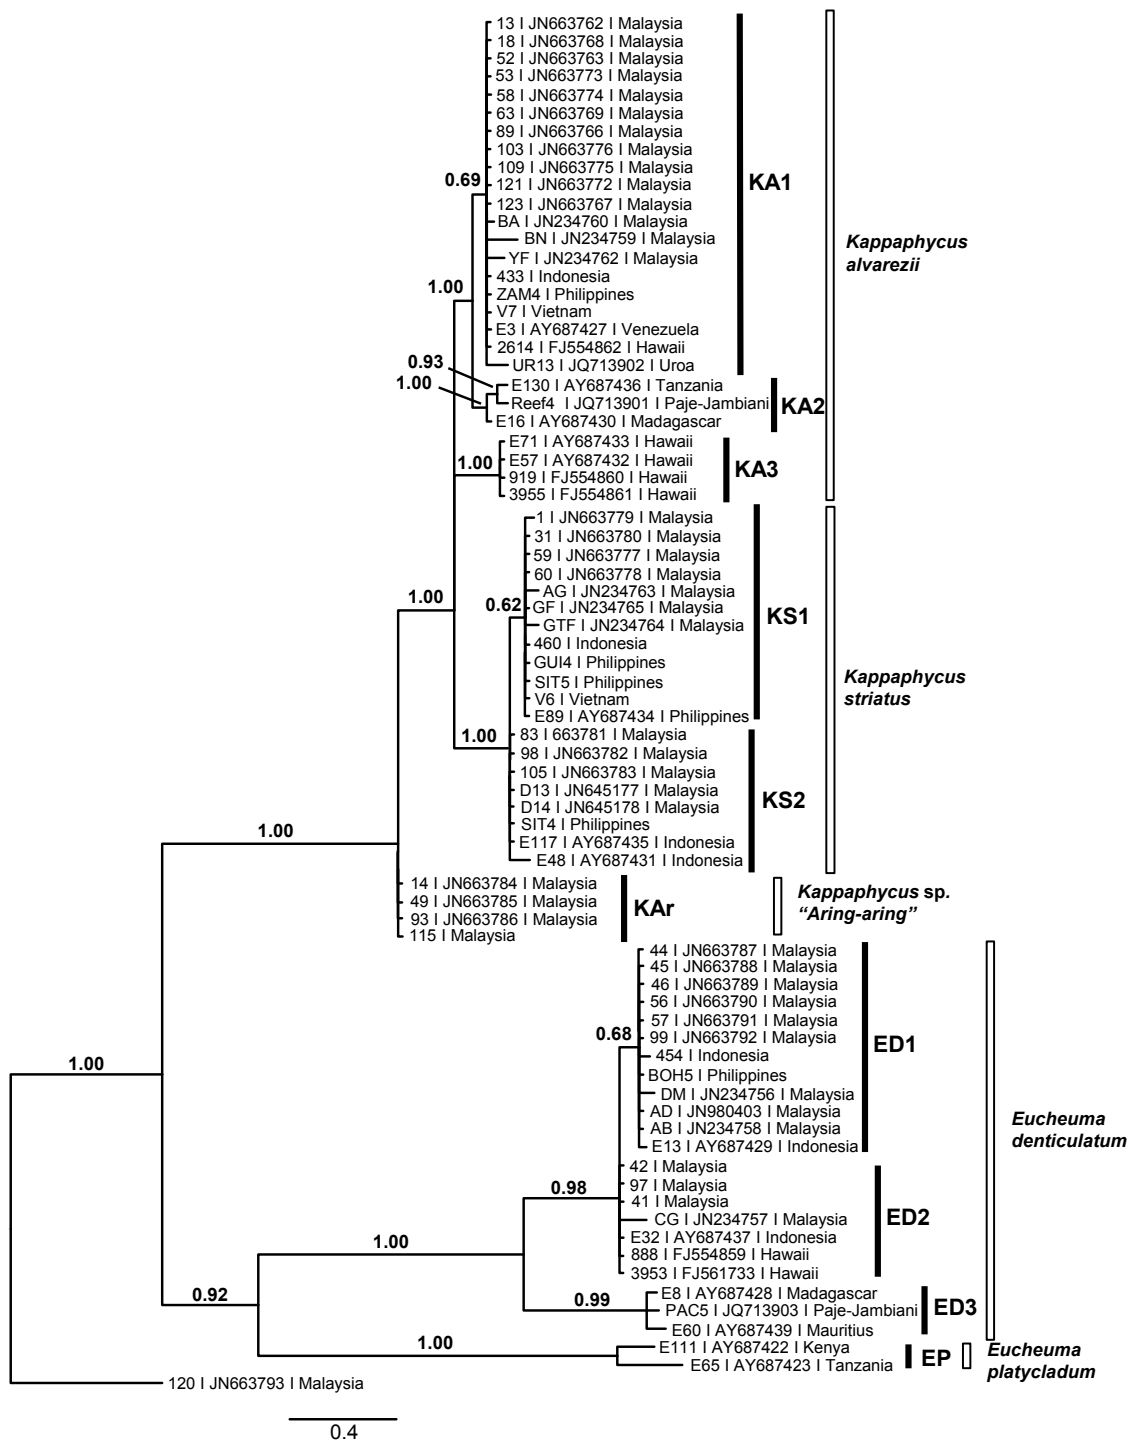 13 I JN663762 I Malaysia
18 I JN663768 I Malaysia
52 I JN663763 I Malaysia
53 I JN663773 I Malaysia
58 I JN663774 I Malaysia
63 I JN663769 I Malaysia
89 I JN663766 I Malaysia
103 I JN663776 I Malaysia
109 I JN663775 I Malaysia
0.69
121 I JN663772 I Malaysia
KA1
123 I JN663767 I Malaysia
BA I JN234760 I Malaysia
BN I JN234759 I Malaysia
Kappaphycus
alvarezii
YF I JN234762 I Malaysia
433 I Indonesia
1.00
ZAM4 I Philippines
V7 I Vietnam
E3 I AY687427 I Venezuela
2614 I FJ554862 I Hawaii
0.93
UR13 I JQ713902 I Uroa
1.00
E130 I AY687436 I Tanzania
Reef4 I JQ713901 I Paje-Jambiani
KA2
E16 I AY687430 I Madagascar
E71 I AY687433 I Hawaii
1.00
E57 I AY687432 I Hawaii
KA3
919 I FJ554860 I Hawaii
3955 I FJ554861 I Hawaii
1 I JN663779 I Malaysia
31 I JN663780 I Malaysia
59 I JN663777 I Malaysia
60 I JN663778 I Malaysia
AG I JN234763 I Malaysia
1.00
0.62
GF I JN234765 I Malaysia
KS1
GTF I JN234764 I Malaysia
460 I Indonesia
GUI4 I Philippines
SIT5 I Philippines
Kappaphycus
striatus
V6 I Vietnam
E89 I AY687434 I Philippines
1.00
83 I 663781 I Malaysia
98 I JN663782 I Malaysia
105 I JN663783 I Malaysia
KS2
D13 I JN645177 I Malaysia
D14 I JN645178 I Malaysia
SIT4 I Philippines
1.00
E117 I AY687435 I Indonesia
E48 I AY687431 I Indonesia
14 I JN663784 I Malaysia
49 I JN663785 I Malaysia
KAr
Kappaphycus sp.
“Aring-aring”
93 I JN663786 I Malaysia
115 I Malaysia
44 I JN663787 I Malaysia
45 I JN663788 I Malaysia
46 I JN663789 I Malaysia
56 I JN663790 I Malaysia
57 I JN663791 I Malaysia
0.68
99 I JN663792 I Malaysia
ED1
454 I Indonesia
1.00
BOH5 I Philippines
DM I JN234756 I Malaysia
AD I JN980403 I Malaysia
Eucheuma
denticulatum
AB I JN234758 I Malaysia
E13 I AY687429 I Indonesia
42 I Malaysia
0.98
97 I Malaysia
41 I Malaysia
CG I JN234757 I Malaysia
ED2
E32 I AY687437 I Indonesia
1.00
888 I FJ554859 I Hawaii
3953 I FJ561733 I Hawaii
0.92
E8 I AY687428 I Madagascar
0.99
PAC5 I JQ713903 I Paje-Jambiani
ED3
E60 I AY687439 I Mauritius
1.00
E111 I AY687422 I Kenya
EP
Eucheuma
platycladum
E65 I AY687423 I Tanzania
120 I JN663793 I Malaysia
0.4